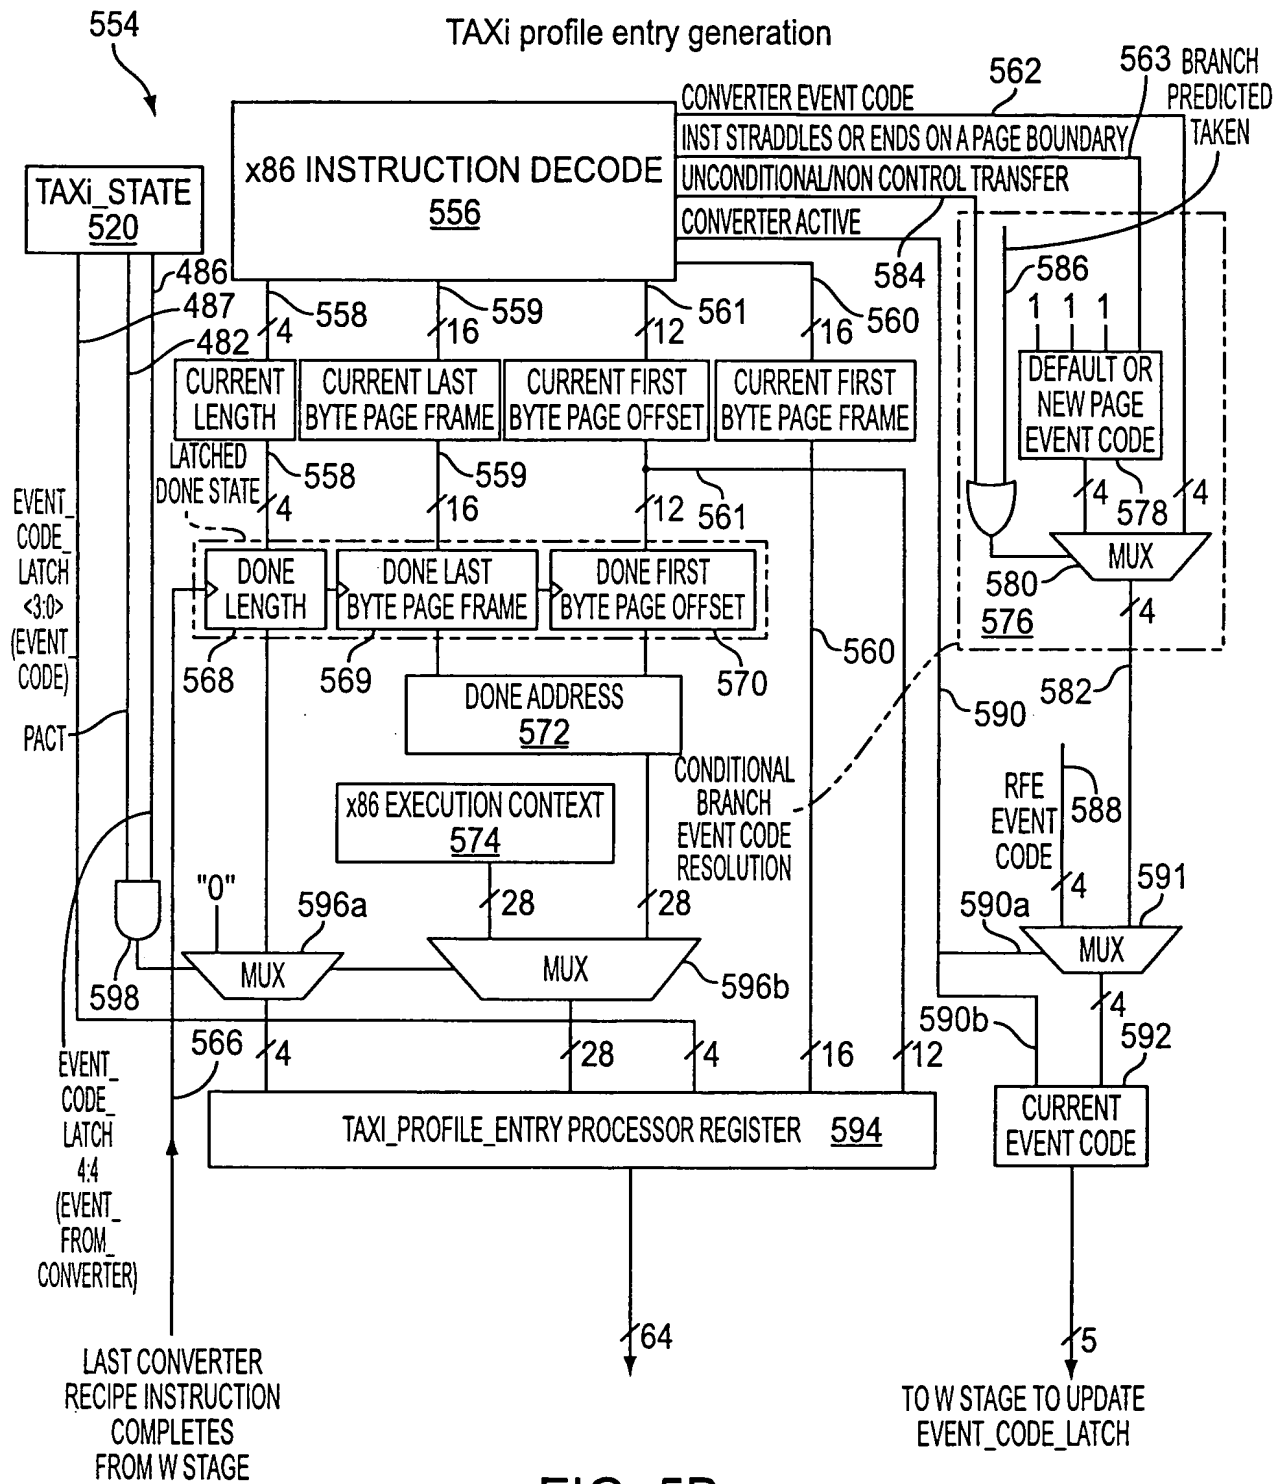 554
TAXi profile entry generation
562
563 BRANCH
PREDICTED
TAKEN
CONVERTER EVENT CODE
INST STRADDLES OR ENDS ON A PAGE BOUNDARY
UNCONDITIONAL/NON CONTROL TRANSFER
CONVERTER ACTIVE
x86 INSTRUCTION DECODE
556
TAXi_STATE
520
486
487
482
558
4
559
16
561
12
560
16
584
586
1 1 1
DEFAULT OR
NEW PAGE
EVENT CODE
4
578
4
MUX
580
4
576
582
CURRENT
LENGTH
CURRENT LAST
BYTE PAGE FRAME
CURRENT FIRST
BYTE PAGE OFFSET
CURRENT FIRST
BYTE PAGE FRAME
LATCHED
DONE STATE
558
4
559
16
561
12
DONE
LENGTH
DONE LAST
BYTE PAGE FRAME
DONE FIRST
BYTE PAGE OFFSET
568
569
570
560
590
EVENT_
CODE_
LATCH
<3:0>
(EVENT_
CODE)
PACT
DONE ADDRESS
572
x86 EXECUTION CONTEXT
574
CONDITIONAL
BRANCH
EVENT CODE
RESOLUTION
RFE
EVENT
CODE
588
4
"0"
28
28
596a
590a
591
MUX
598
MUX
MUX
596b
4
590b
592
566
4
28
4
16
12
EVENT_
CODE_
LATCH
4:4
(EVENT_
FROM_
CONVERTER)
TAXI_PROFILE_ENTRY PROCESSOR REGISTER 594
CURRENT
EVENT CODE
64
5
LAST CONVERTER
RECIPE INSTRUCTION
COMPLETES
FROM W STAGE
TO W STAGE TO UPDATE
EVENT_CODE_LATCH